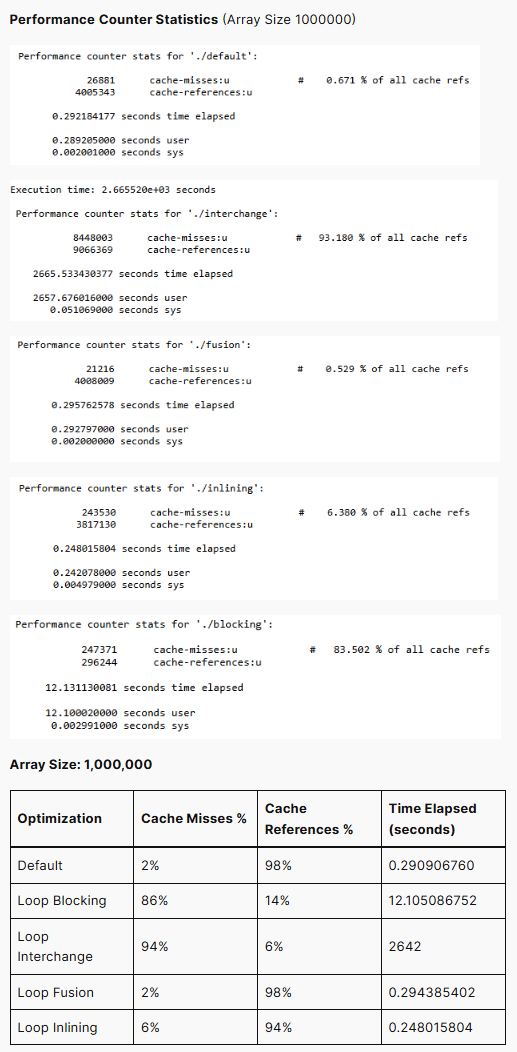 Performance Counter Statistics (Array Size 1000000)
Performance counter stats for './default':
26881 cache-misses:u # 0.671 % of all cache refs
4005343 cache-references:u
0.292184177 seconds time elapsed
0.289205000 seconds user
0.002001000 seconds sys
Execution time: 2.665520e+03 seconds
Performance counter stats for './interchange':
8448003 cache-misses:u # 93.180 % of all cache refs
9066369 cache-references:u
2665.533430377 seconds time elapsed
2657.676016000 seconds user
0.051069000 seconds sys
Performance counter stats for './fusion':
21216 cache-misses:u # 0.529 % of all cache refs
4008009 cache-references:u
0.295762578 seconds time elapsed
0.292797000 seconds user
0.002000000 seconds sys
Performance counter stats for './inlining':
243530 cache-misses:u # 6.380 % of all cache refs
3817130 cache-references:u
0.248015804 seconds time elapsed
0.242078000 seconds user
0.004979000 seconds sys
Performance counter stats for './blocking':
247371 cache-misses:u # 83.502 % of all cache refs
296244 cache-references:u
12.131130081 seconds time elapsed
12.100020000 seconds user
0.002991000 seconds sys
Array Size: 1,000,000
Optimization Cache Misses % Cache References % Time Elapsed (seconds)
Default 2% 98% 0.290906760
Loop Blocking 86% 14% 12.105086752
Loop Interchange 94% 6% 2642
Loop Fusion 2% 98% 0.294385402
Loop Inlining 6% 94% 0.248015804